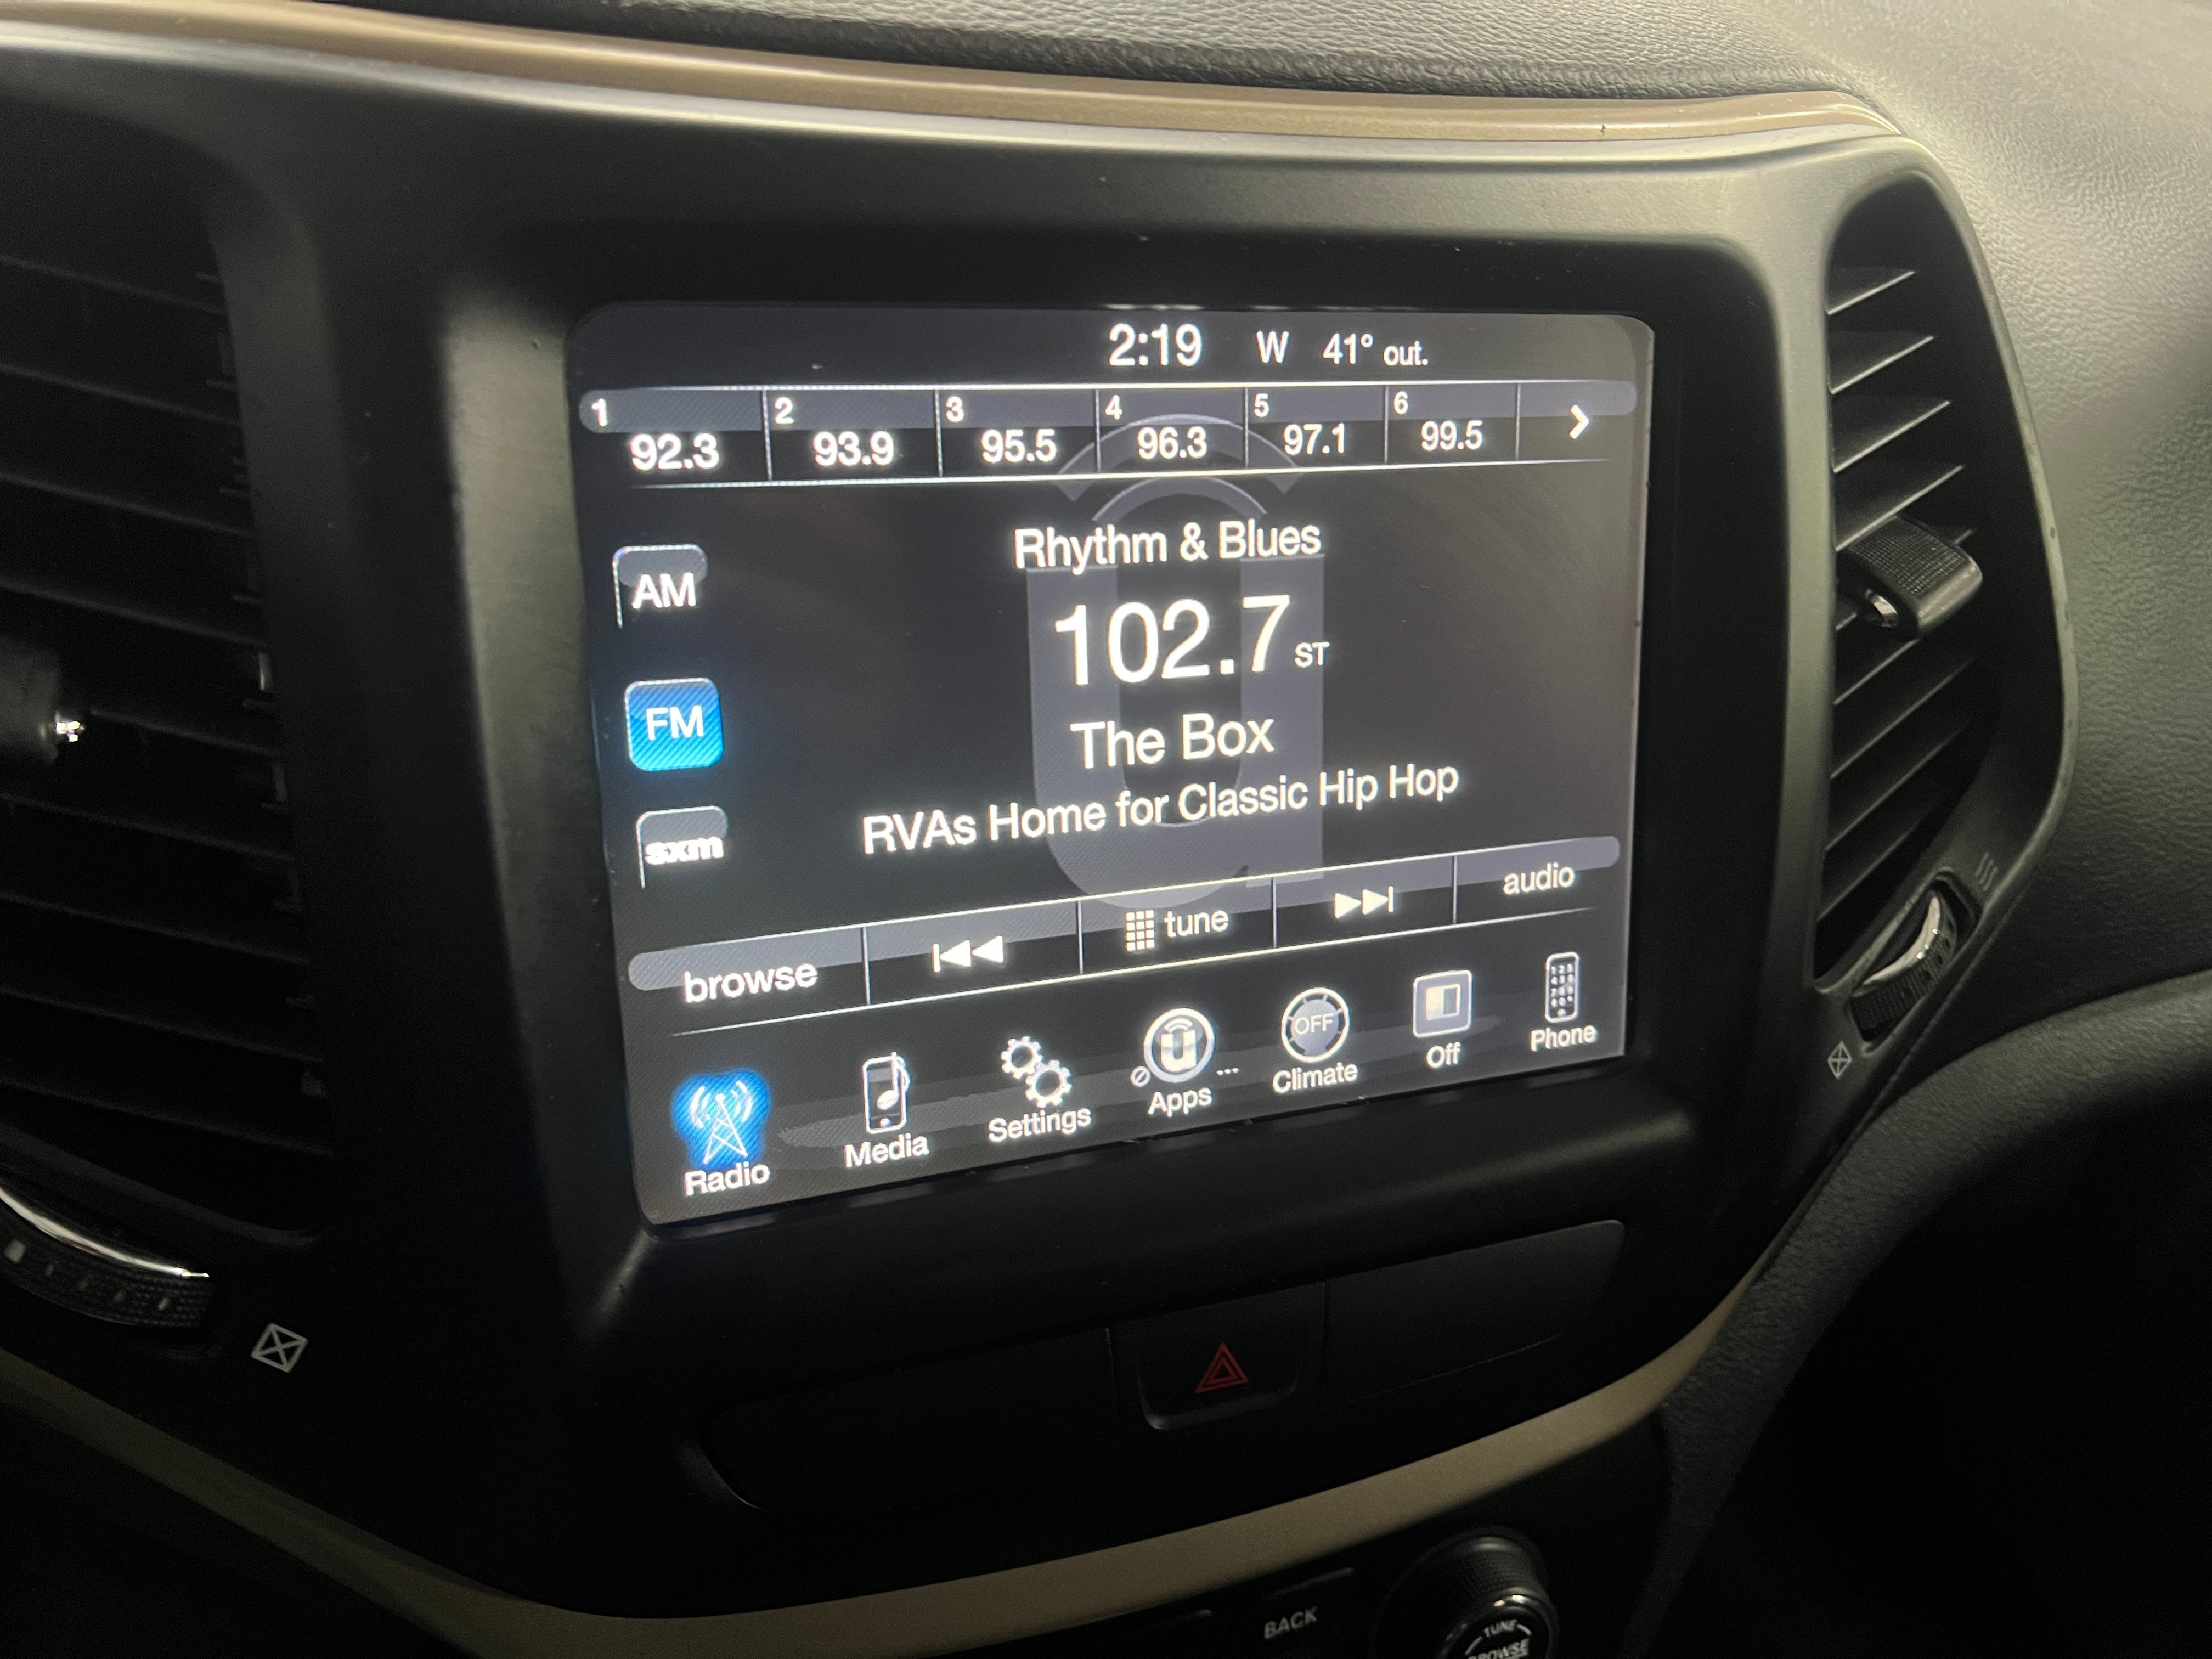 2:19 W 41° out.
1 2 3 4 5 6
92.3 93.9 95.5 96.3 97.1 99.5
Rhythm & Blues
AM
102.7 ST
FM
The Box
RVAs Home for Classic Hip Hop
sxm
browse tune audio
OFF
Radio Media Settings Apps ... Climate Off Phone
BACK
TUNE
BROWSE